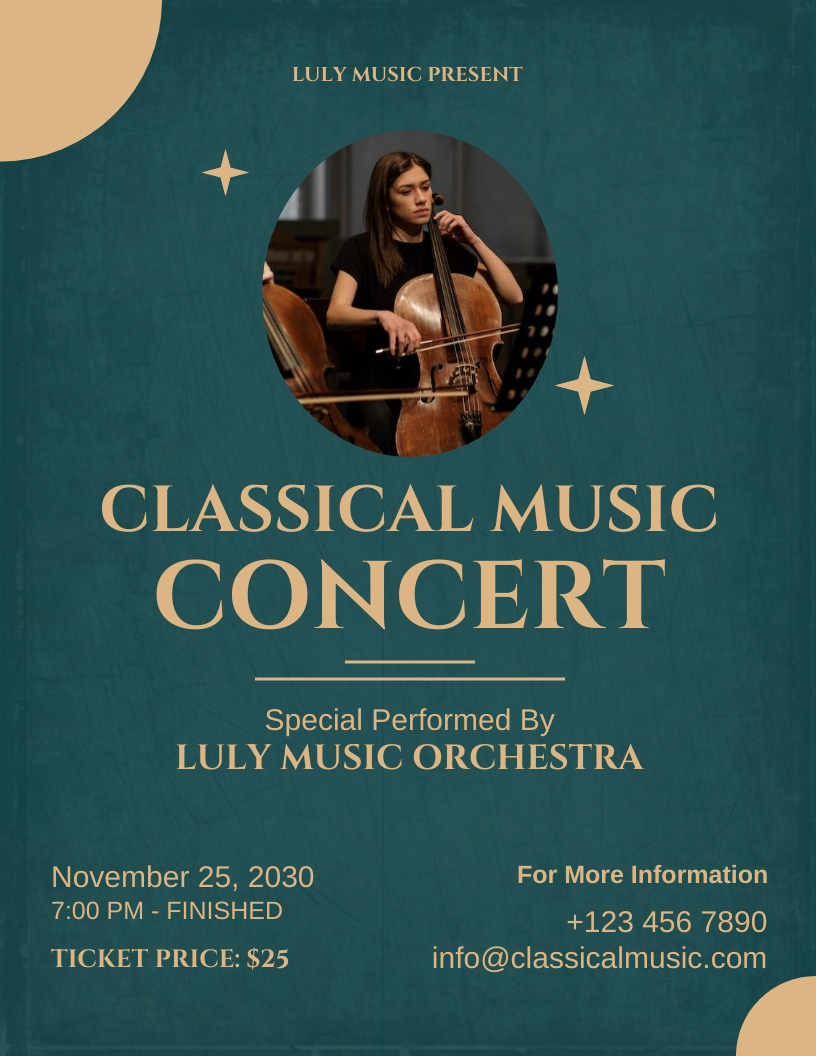 LULY MUSIC PRESENT
CLASSICAL MUSIC
CONCERT
Special Performed By
LULY MUSIC ORCHESTRA
November 25, 2030
7:00 PM - FINISHED
TICKET PRICE: $25
For More Information
+123 456 7890
info@classicalmusic.com